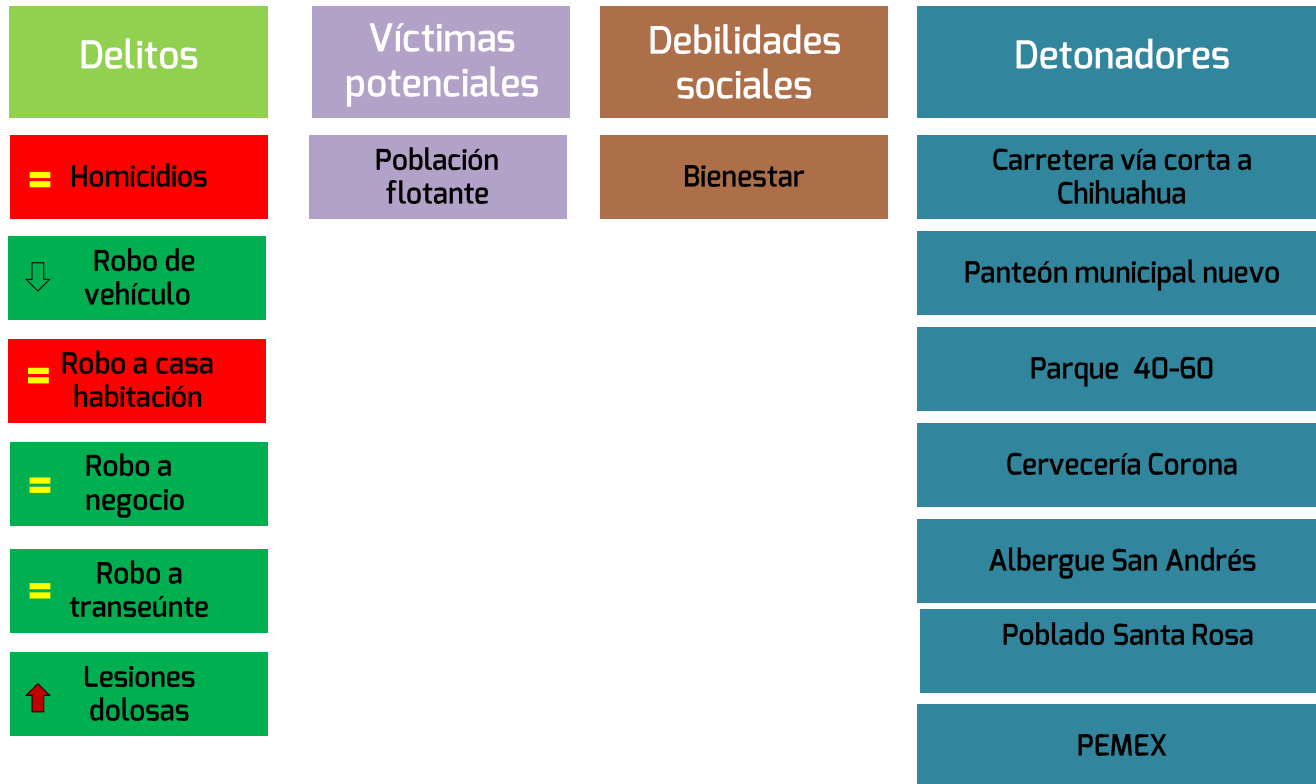 Delitos
Víctimas
potenciales
Debilidades
sociales
Detonadores
= Homicidios
Población
flotante
Bienestar
Carretera vía corta a
Chihuahua
Robo de
vehículo
Panteón municipal nuevo
= Robo a casa
habitación
Parque 40-60
= Robo a
negocio
Cervecería Corona
= Robo a
transeúnte
Albergue San Andrés
Lesiones
dolosas
Poblado Santa Rosa
PEMEX